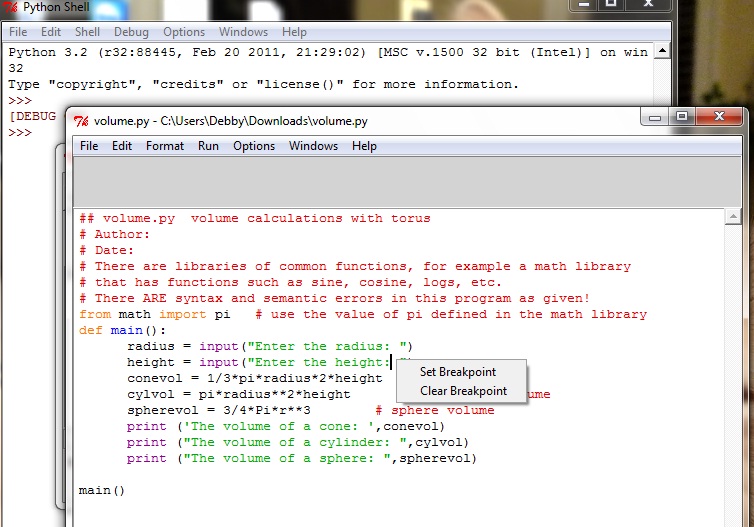 Python Shell
File Edit Shell Debug Options Windows Help
Python 3.2 (r32:88445, Feb 20 2011, 21:29:02) [MSC v.1500 32 bit (Intel)] on win
32
Type "copyright", "credits" or "license()" for more information.
>>>
[DEBUG
>>>
volume.py - C:\Users\Debby\Downloads\volume.py
File Edit Format Run Options Windows Help
## volume.py  volume calculations with torus
# Author:
# Date:
# There are libraries of common functions, for example a math library
# that has functions such as sine, cosine, logs, etc.
# There ARE syntax and semantic errors in this program as given!
from math import pi   # use the value of pi defined in the math library
def main():
radius = input("Enter the radius: ")
height = input("Enter the height: ")
conevol = 1/3*pi*radius*2*height
cylvol = pi*radius**2*height
spherevol = 3/4*Pi*r**3        # sphere volume
print ('The volume of a cone: ',conevol)
print ("The volume of a cylinder: ",cylvol)
print ("The volume of a sphere: ",spherevol)
main()
Set Breakpoint
Clear Breakpoint